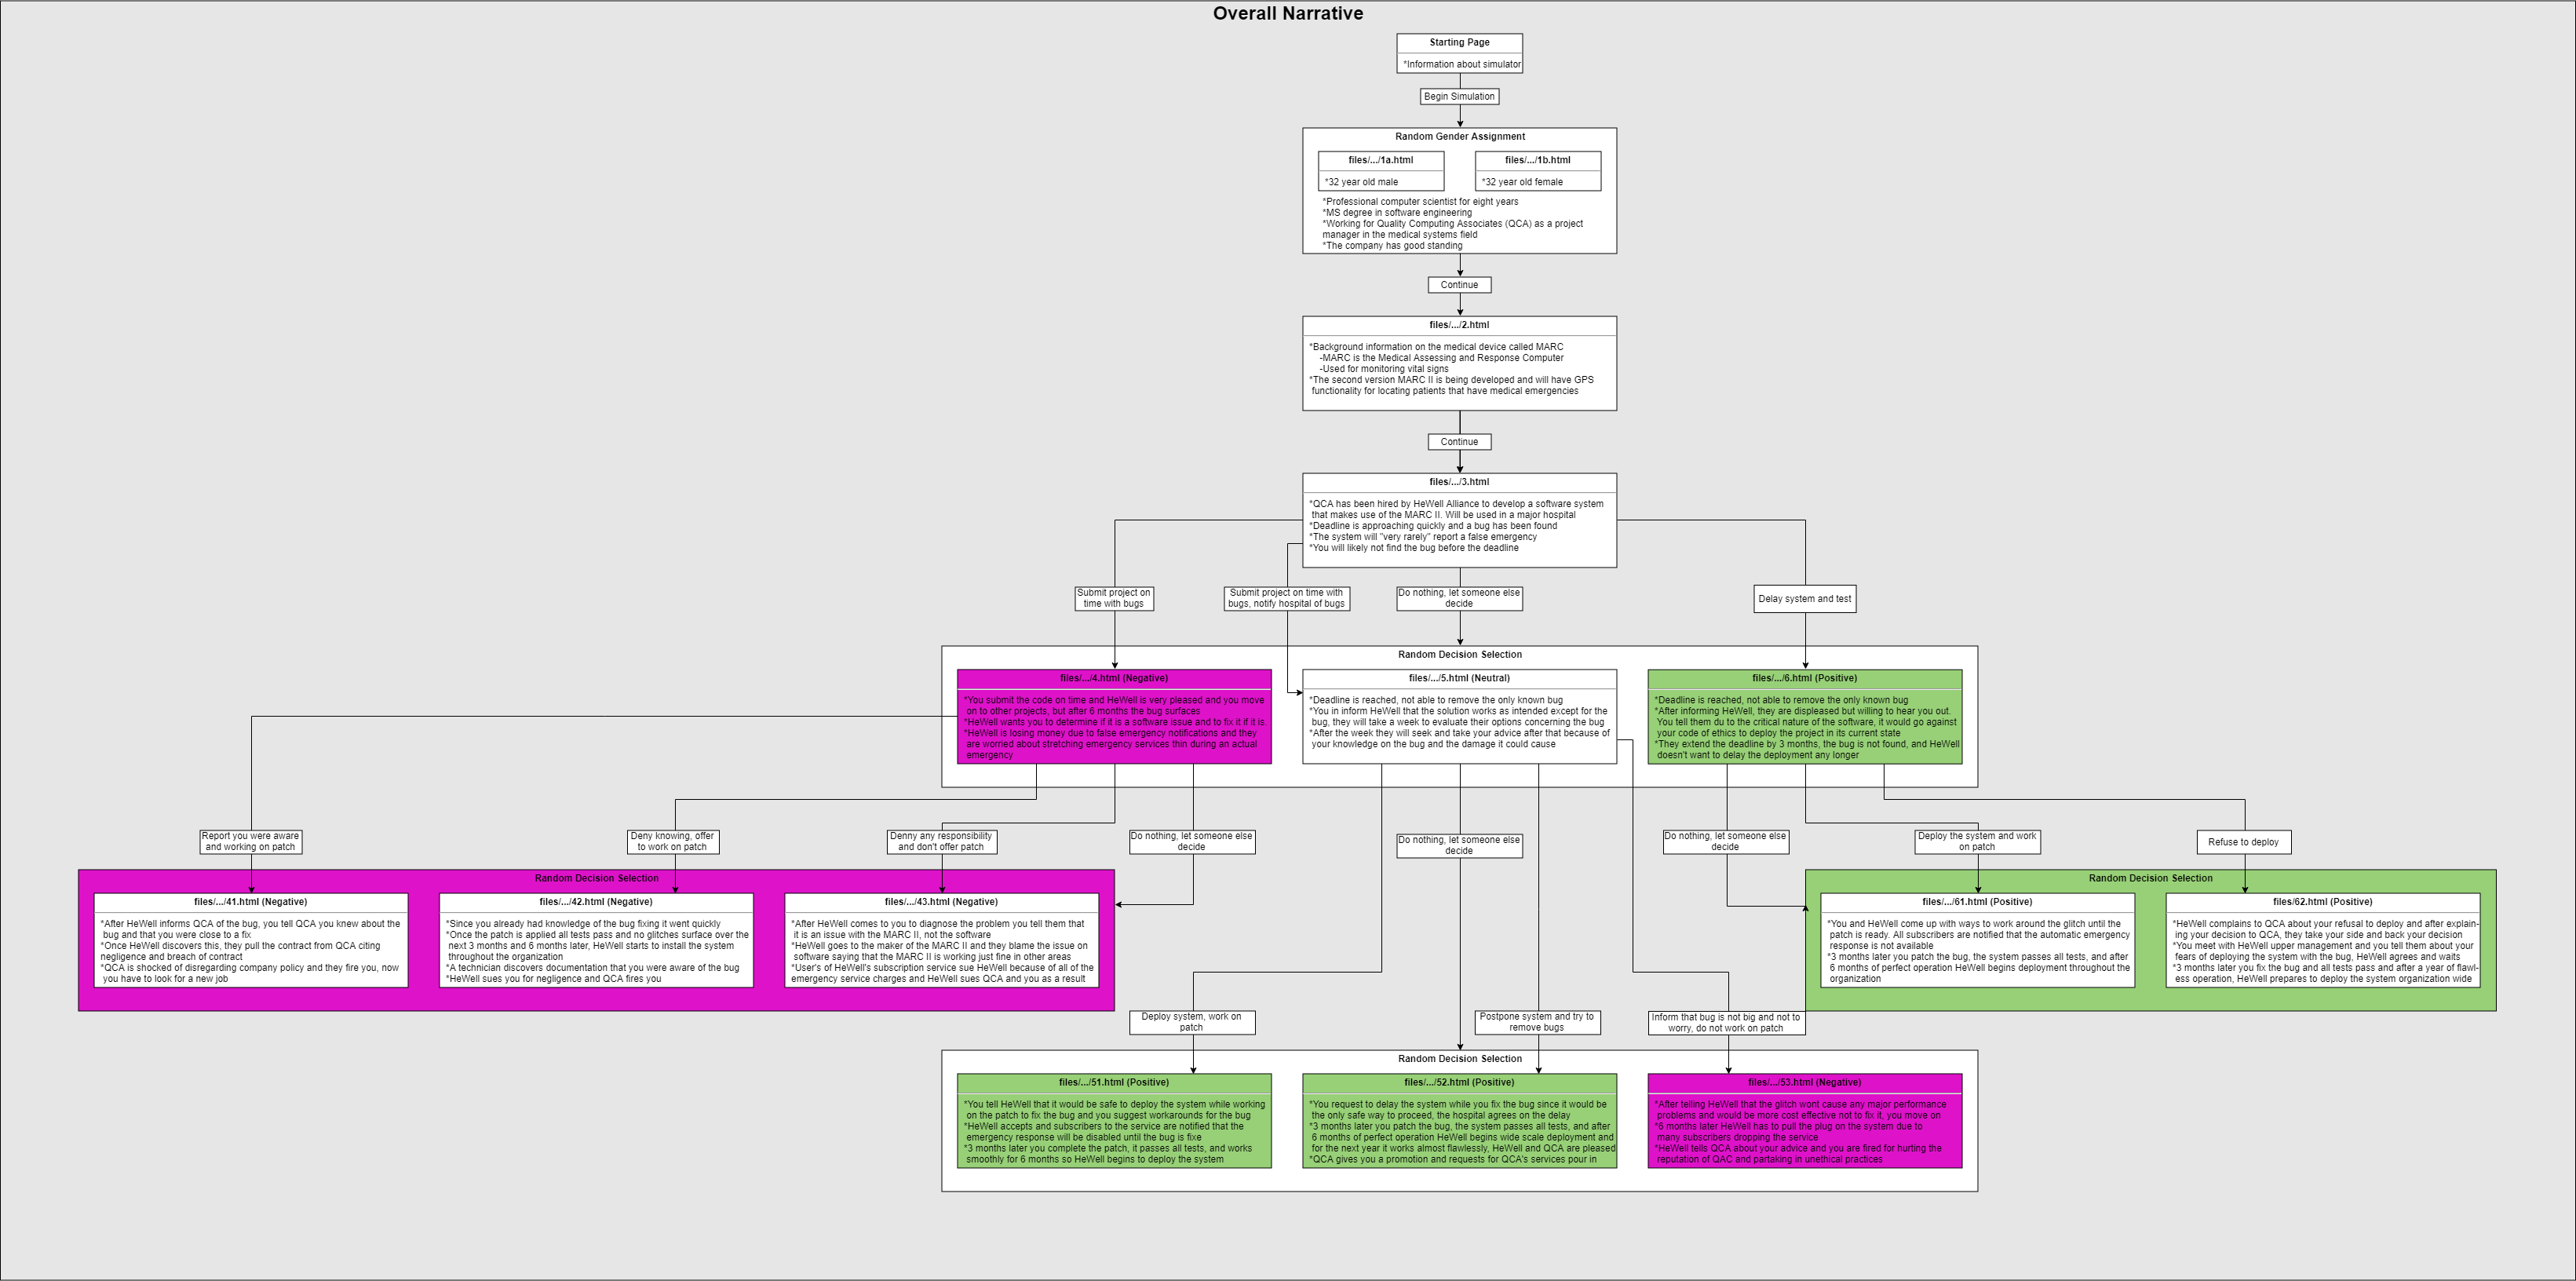 Overall Narrative
Starting Page
*Information about simulator
Begin Simulation
Random Gender Assignment
files/.../1a.html
*32 year old male
files/.../1b.html
*32 year old female
*Professional computer scientist for eight years
*MS degree in software engineering
*Working for Quality Computing Associates (QCA) as a project
manager in the medical systems field
*The company has good standing
Continue
files/.../2.html
*Background information on the medical device called MARC
-MARC is the Medical Assessing and Response Computer
-Used for monitoring vital signs
*The second version MARC II is being developed and will have GPS
functionality for locating patients that have medical emergencies
Continue
files/.../3.html
*QCA has been hired by HeWell Alliance to develop a software system
that makes use of the MARC II. Will be used in a major hospital
*Deadline is approaching quickly and a bug has been found
*The system will "very rarely" report a false emergency
*You will likely not find the bug before the deadline
Submit project on
time with bugs
Submit project on time with
bugs, notify hospital of bugs
Do nothing, let someone else
decide
Delay system and test
Random Decision Selection
files/.../4.html (Negative)
*You submit the code on time and HeWell is very pleased and you move
on to other projects, but after 6 months the bug surfaces
*HeWell wants you to determine if it is a software issue and to fix it if it is.
*HeWell is losing money due to false emergency notifications and they
are worried about stretching emergency services thin during an actual
emergency
files/.../5.html (Neutral)
*Deadline is reached, not able to remove the only known bug
*You in inform HeWell that the solution works as intended except for the
bug, they will take a week to evaluate their options concerning the bug
*After the week they will seek and take your advice after that because of
your knowledge on the bug and the damage it could cause
files/.../6.html (Positive)
*Deadline is reached, not able to remove the only known bug
*After informing HeWell, they are displeased but willing to hear you out.
You tell them du to the critical nature of the software, it would go against
your code of ethics to deploy the project in its current state
*They extend the deadline by 3 months, the bug is not found, and HeWell
doesn't want to delay the deployment any longer
Report you were aware
and working on patch
Deny knowing, offer
to work on patch
Denny any responsibility
and don't offer patch
Do nothing, let someone else
decide
Do nothing, let someone else
decide
Do nothing, let someone else
decide
Deploy the system and work
on patch
Refuse to deploy
Random Decision Selection
files/.../41.html (Negative)
*After HeWell informs QCA of the bug, you tell QCA you knew about the
bug and that you were close to a fix
*Once HeWell discovers this, they pull the contract from QCA citing
negligence and breach of contract
*QCA is shocked of disregarding company policy and they fire you, now
you have to look for a new job
files/.../42.html (Negative)
*Since you already had knowledge of the bug fixing it went quickly
*Once the patch is applied all tests pass and no glitches surface over the
next 3 months and 6 months later, HeWell starts to install the system
throughout the organization
*A technician discovers documentation that you were aware of the bug
*HeWell sues you for negligence and QCA fires you
files/.../43.html (Negative)
*After HeWell comes to you to diagnose the problem you tell them that
it is an issue with the MARC II, not the software
*HeWell goes to the maker of the MARC II and they blame the issue on
software saying that the MARC II is working just fine in other areas
*User's of HeWell's subscription service sue HeWell because of all of the
emergency service charges and HeWell sues QCA and you as a result
Random Decision Selection
files/.../61.html (Positive)
*You and HeWell come up with ways to work around the glitch until the
patch is ready. All subscribers are notified that the automatic emergency
response is not available
*3 months later you patch the bug, the system passes all tests, and after
6 months of perfect operation HeWell begins deployment throughout the
organization
files/62.html (Positive)
*HeWell complains to QCA about your refusal to deploy and after explain-
ing your decision to QCA, they take your side and back your decision
*You meet with HeWell upper management and you tell them about your
fears of deploying the system with the bug, HeWell agrees and waits
*3 months later you fix the bug and all tests pass and after a year of flawl-
ess operation, HeWell prepares to deploy the system organization wide
Deploy system, work on
patch
Postpone system and try to
remove bugs
Inform that bug is not big and not to
worry, do not work on patch
Random Decision Selection
files/.../51.html (Positive)
*You tell HeWell that it would be safe to deploy the system while working
on the patch to fix the bug and you suggest workarounds for the bug
*HeWell accepts and subscribers to the service are notified that the
emergency response will be disabled until the bug is fixe
*3 months later you complete the patch, it passes all tests, and works
smoothly for 6 months so HeWell begins to deploy the system
files/.../52.html (Positive)
*You request to delay the system while you fix the bug since it would be
the only safe way to proceed, the hospital agrees on the delay
*3 months later you patch the bug, the system passes all tests, and after
6 months of perfect operation HeWell begins wide scale deployment and
for the next year it works almost flawlessly, HeWell and QCA are pleased
*QCA gives you a promotion and requests for QCA's services pour in
files/.../53.html (Negative)
*After telling HeWell that the glitch wont cause any major performance
problems and would be more cost effective not to fix it, you move on
*6 months later HeWell has to pull the plug on the system due to
many subscribers dropping the service
*HeWell tells QCA about your advice and you are fired for hurting the
reputation of QAC and partaking in unethical practices